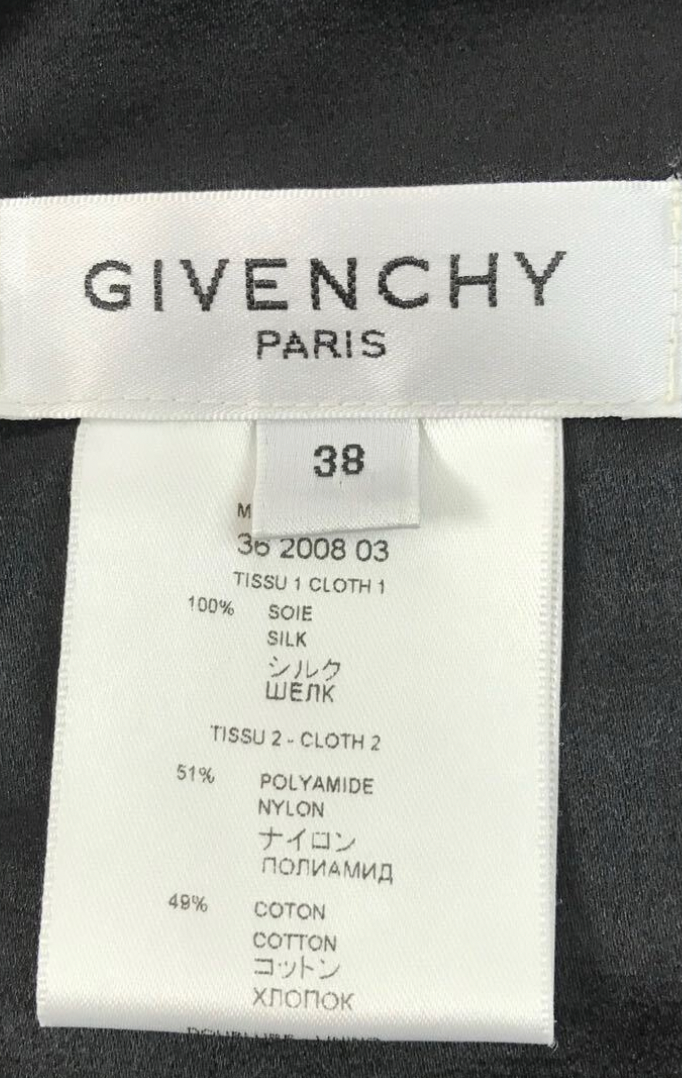 GIVENCHY
PARIS
38
36 2008 03
TISSU 1 CLOTH 1
100% SOIE
SILK
シルク
ШЕЛК
TISSU 2 - CLOTH 2
51% POLYAMIDE
NYLON
ナイロン
ПОЛИАМИД
49% COTON
COTTON
コットン
ХЛОПОК